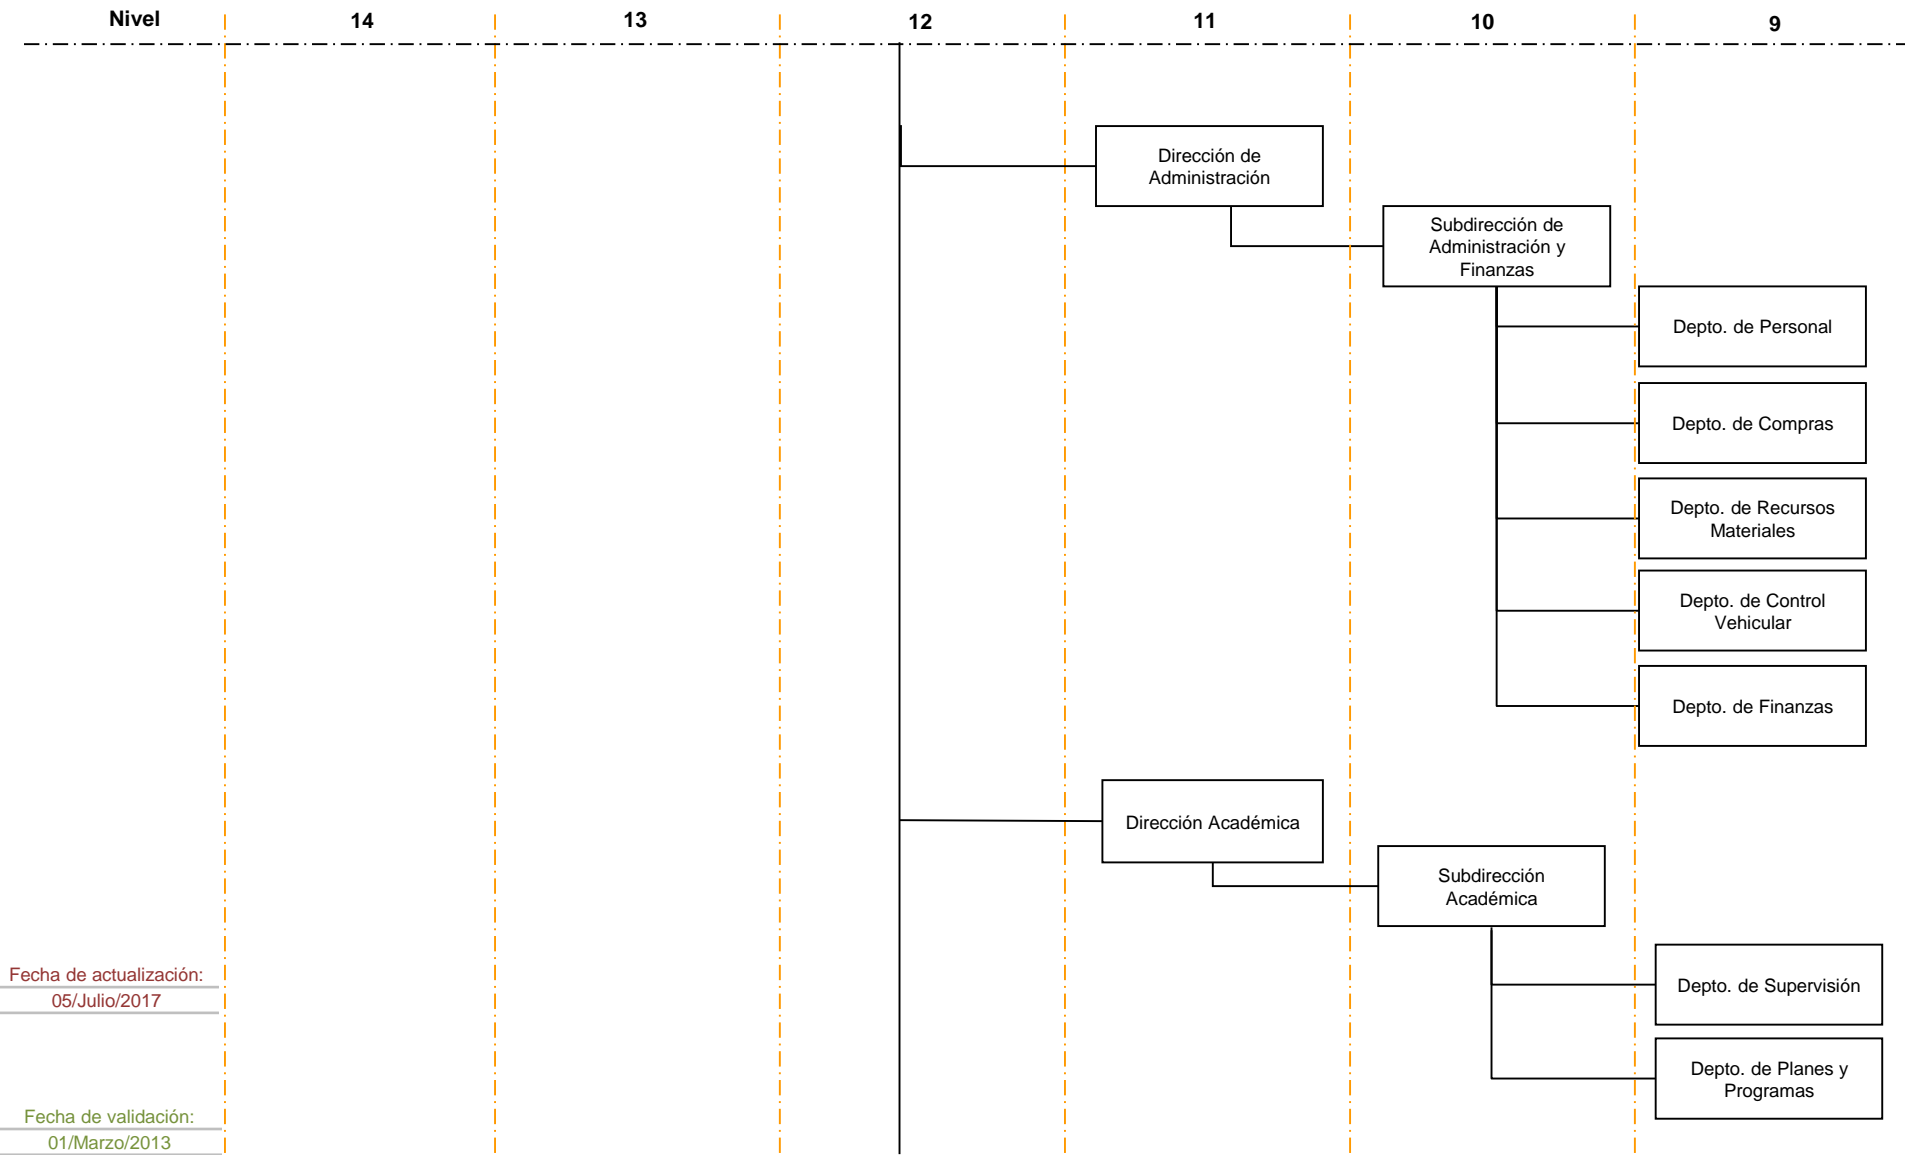 Nivel 14 13 12 11 10 9
Dirección de
Administración
Subdirección de
Administración y
Finanzas
Depto. de Personal
Depto. de Compras
Depto. de Recursos
Materiales
Depto. de Control
Vehicular
Depto. de Finanzas
Dirección Académica
Subdirección
Académica
Depto. de Supervisión
Depto. de Planes y
Programas
Fecha de actualización:
05/Julio/2017
Fecha de validación:
01/Marzo/2013